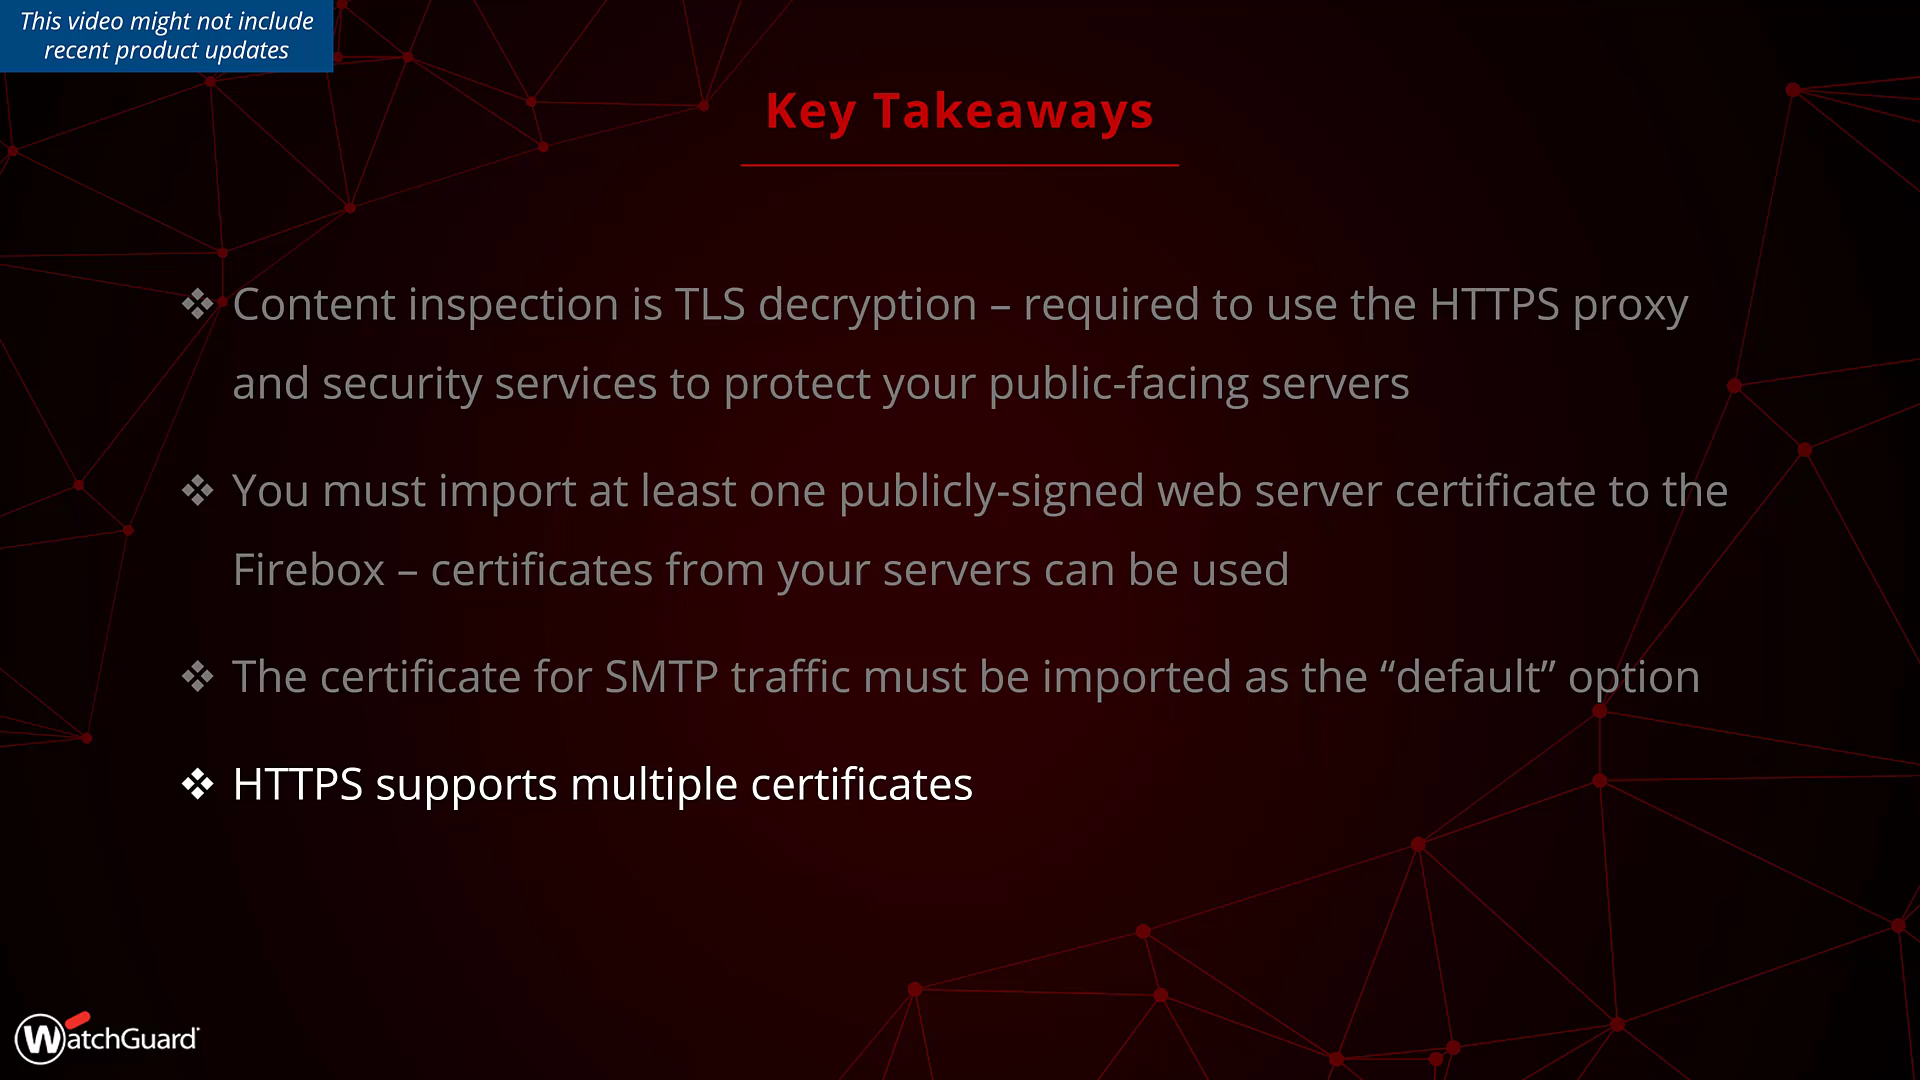 This video might not include
recent product updates
Key Takeaways
❖ Content inspection is TLS decryption – required to use the HTTPS proxy
and security services to protect your public-facing servers
❖ You must import at least one publicly-signed web server certificate to the
Firebox – certificates from your servers can be used
❖ The certificate for SMTP traffic must be imported as the “default” option
❖ HTTPS supports multiple certificates
WatchGuard